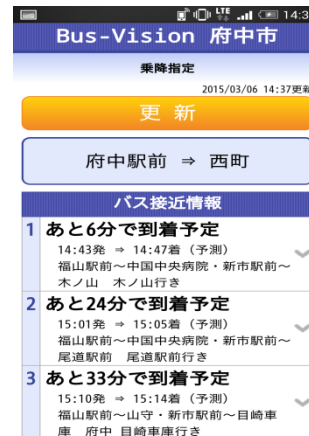 LTE 14:3
Bus-Vision 府中市
乗降指定
2015/03/06 14:37更新
更 新
府中駅前 ⇒ 西町
バス接近情報
1 あと6分で到着予定
14:43発 ⇒ 14:47着 (予測)
福山駅前～中国中央病院・新市駅前～
木ノ山 木ノ山行き
2 あと24分で到着予定
15:01発 ⇒ 15:05着 (予測)
福山駅前～中国中央病院・新市駅前～
尾道駅前 尾道駅前行き
3 あと33分で到着予定
15:10発 ⇒ 15:14着 (予測)
福山駅前～山守・新市駅前～目崎車
庫 府中 目崎車庫行き